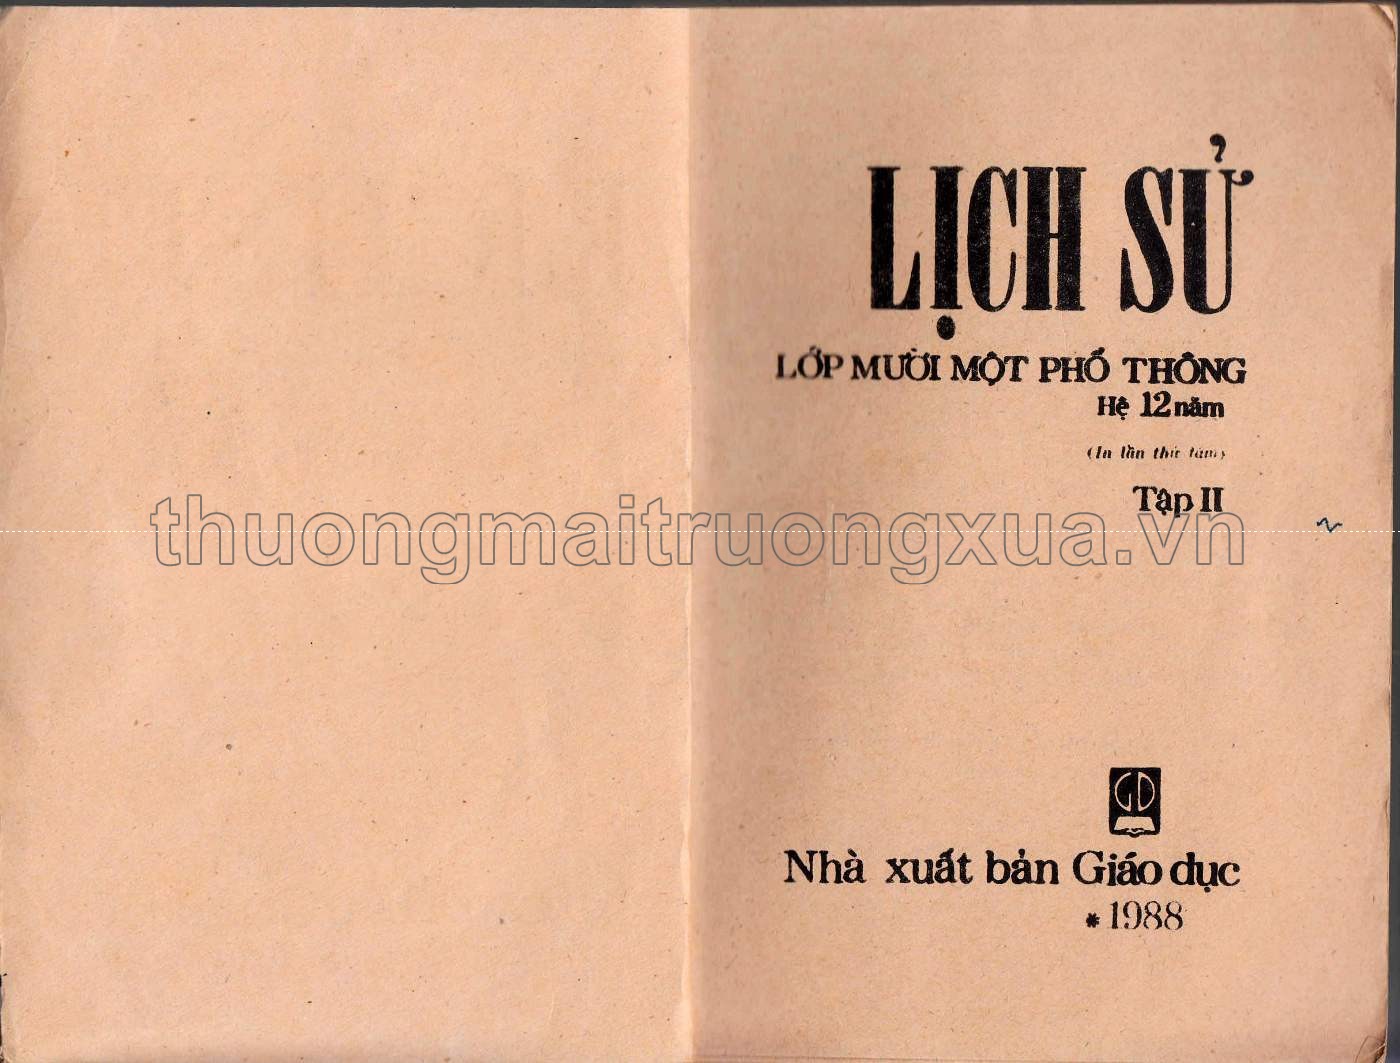 LỊCH SỬ
LỚP MƯỜI MỘT PHỔ THÔNG
Hệ 12 năm
(In lần thứ tám)
Tập II
thuongmaitruongxua.vn
GD
Nhà xuất bản Giáo dục
* 1988